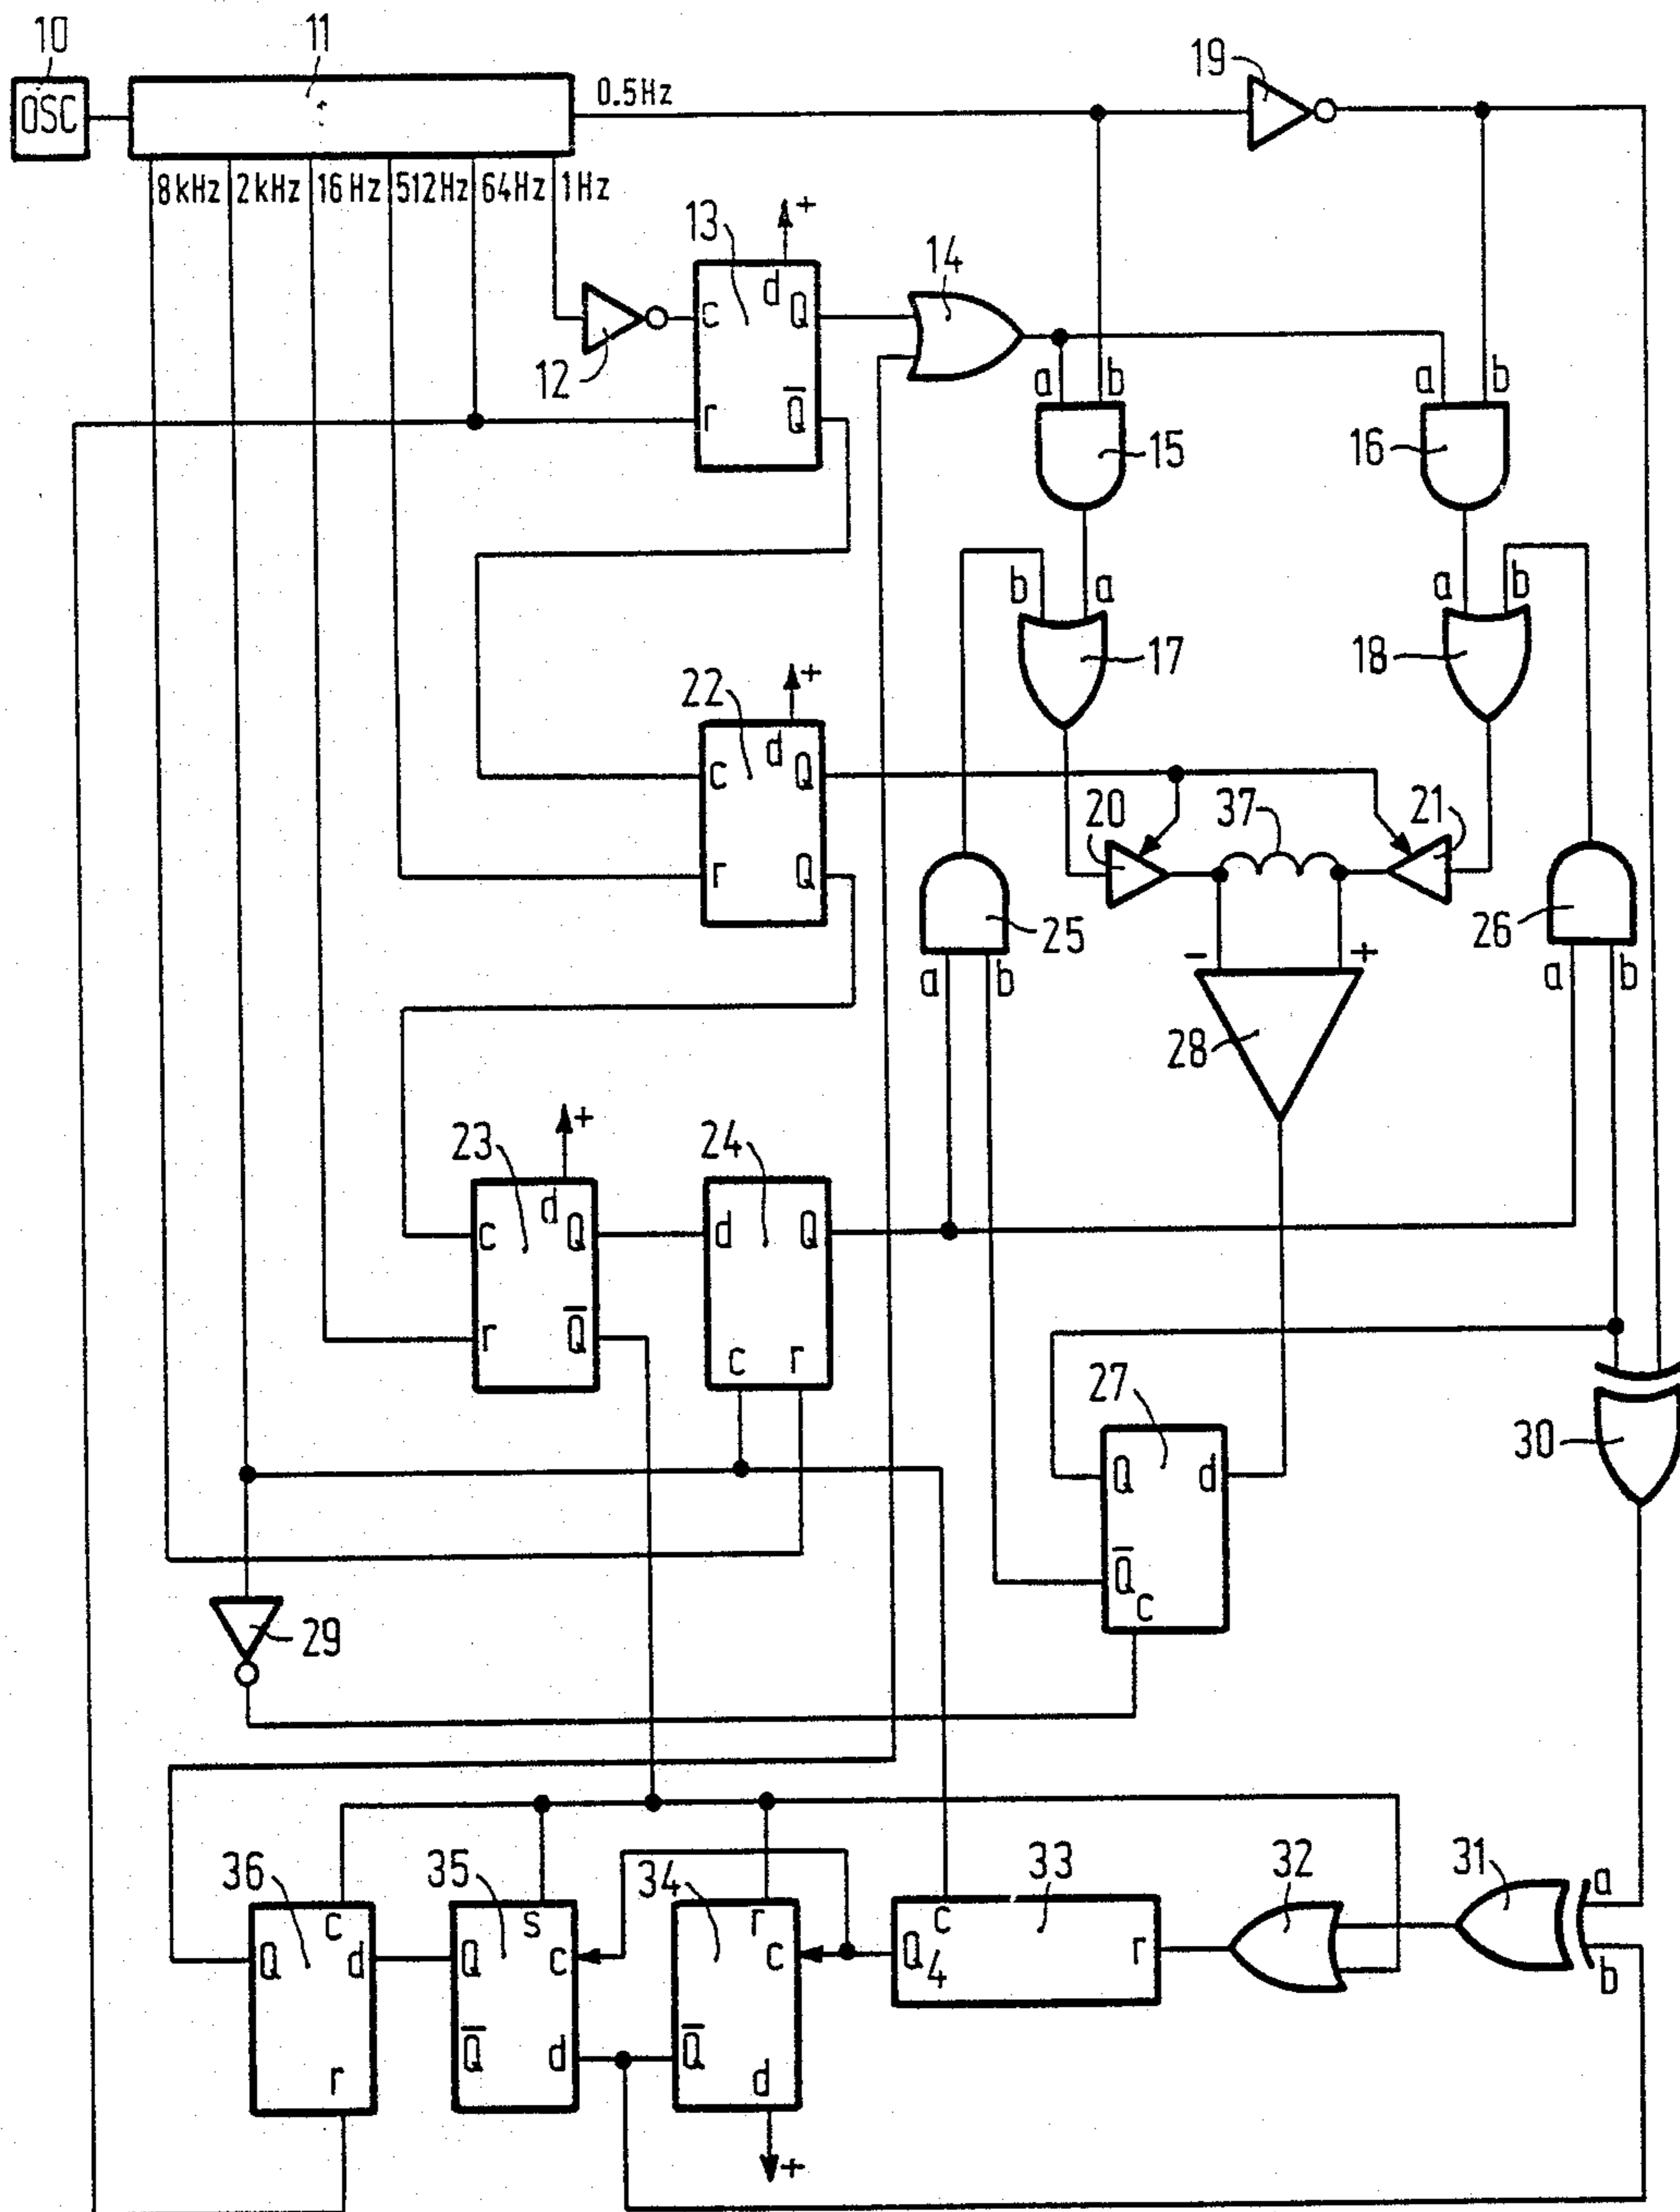 10
11
19
OSC
0.5Hz
8kHz 2kHz 16Hz 512Hz 64Hz 1Hz
13
+
14
d
c Q
12
a b
a b
r Q̅
15
16
b a
a b
17
18
22
+
d
c Q
20
37
21
r Q
25
26
- +
a b
a b
28
23
+
24
d
c Q
d Q
r Q̅
c r
27
30
Q d
Q̅
c
29
36
35
34
33
32
31
a
c
s
r
c
Q d
Q c
c
Q4
r
b
Q̅ d
Q̅
r
d
+